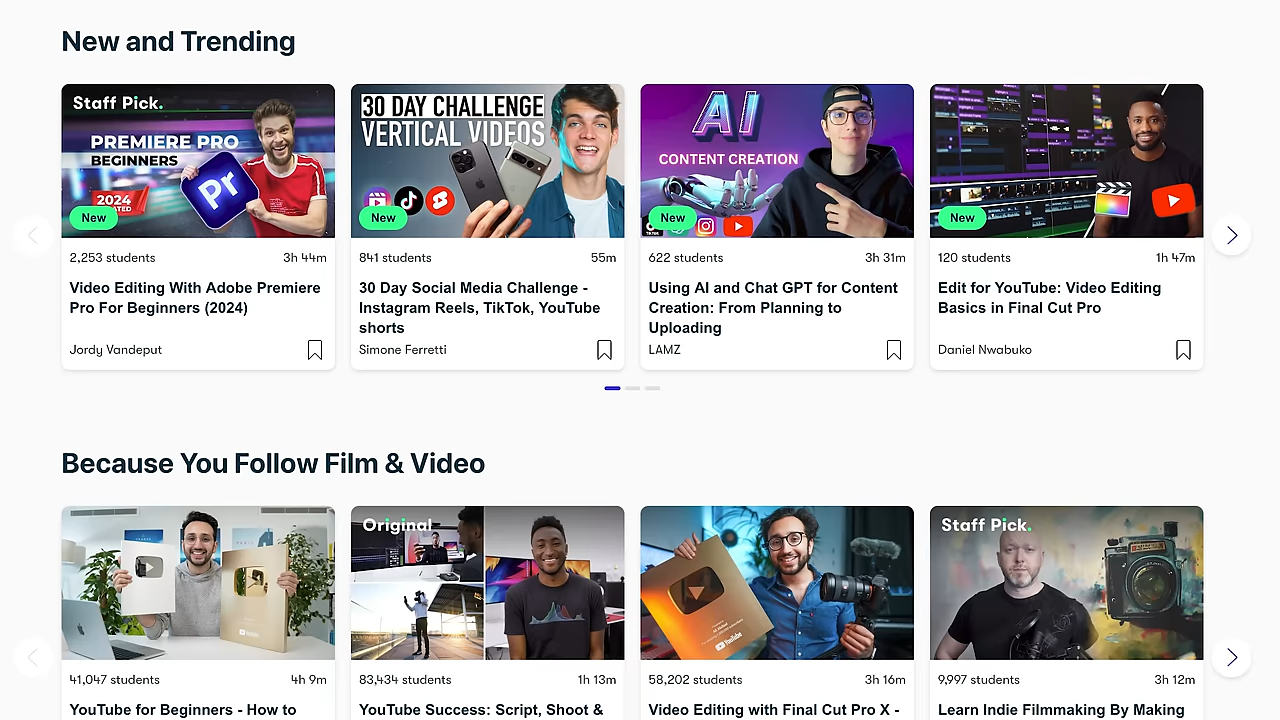 New and Trending
Staff Pick.
PREMIERE PRO
BEGINNERS
2024
Pr
New
2,253 students
3h 44m
Video Editing With Adobe Premiere
Pro For Beginners (2024)
Jordy Vandeput
30 DAY CHALLENGE
VERTICAL VIDEOS
New
841 students
55m
30 Day Social Media Challenge -
Instagram Reels, TikTok, YouTube
shorts
Simone Ferretti
AI
CONTENT CREATION
New
622 students
3h 31m
Using AI and Chat GPT for Content
Creation: From Planning to
Uploading
LAMZ
New
120 students
1h 47m
Edit for YouTube: Video Editing
Basics in Final Cut Pro
Daniel Nwabuko
Because You Follow Film & Video
41,047 students
4h 9m
YouTube for Beginners - How to
Original
83,434 students
1h 13m
YouTube Success: Script, Shoot &
YouTube
58,202 students
3h 16m
Video Editing with Final Cut Pro X -
Staff Pick.
9,997 students
3h 12m
Learn Indie Filmmaking By Making